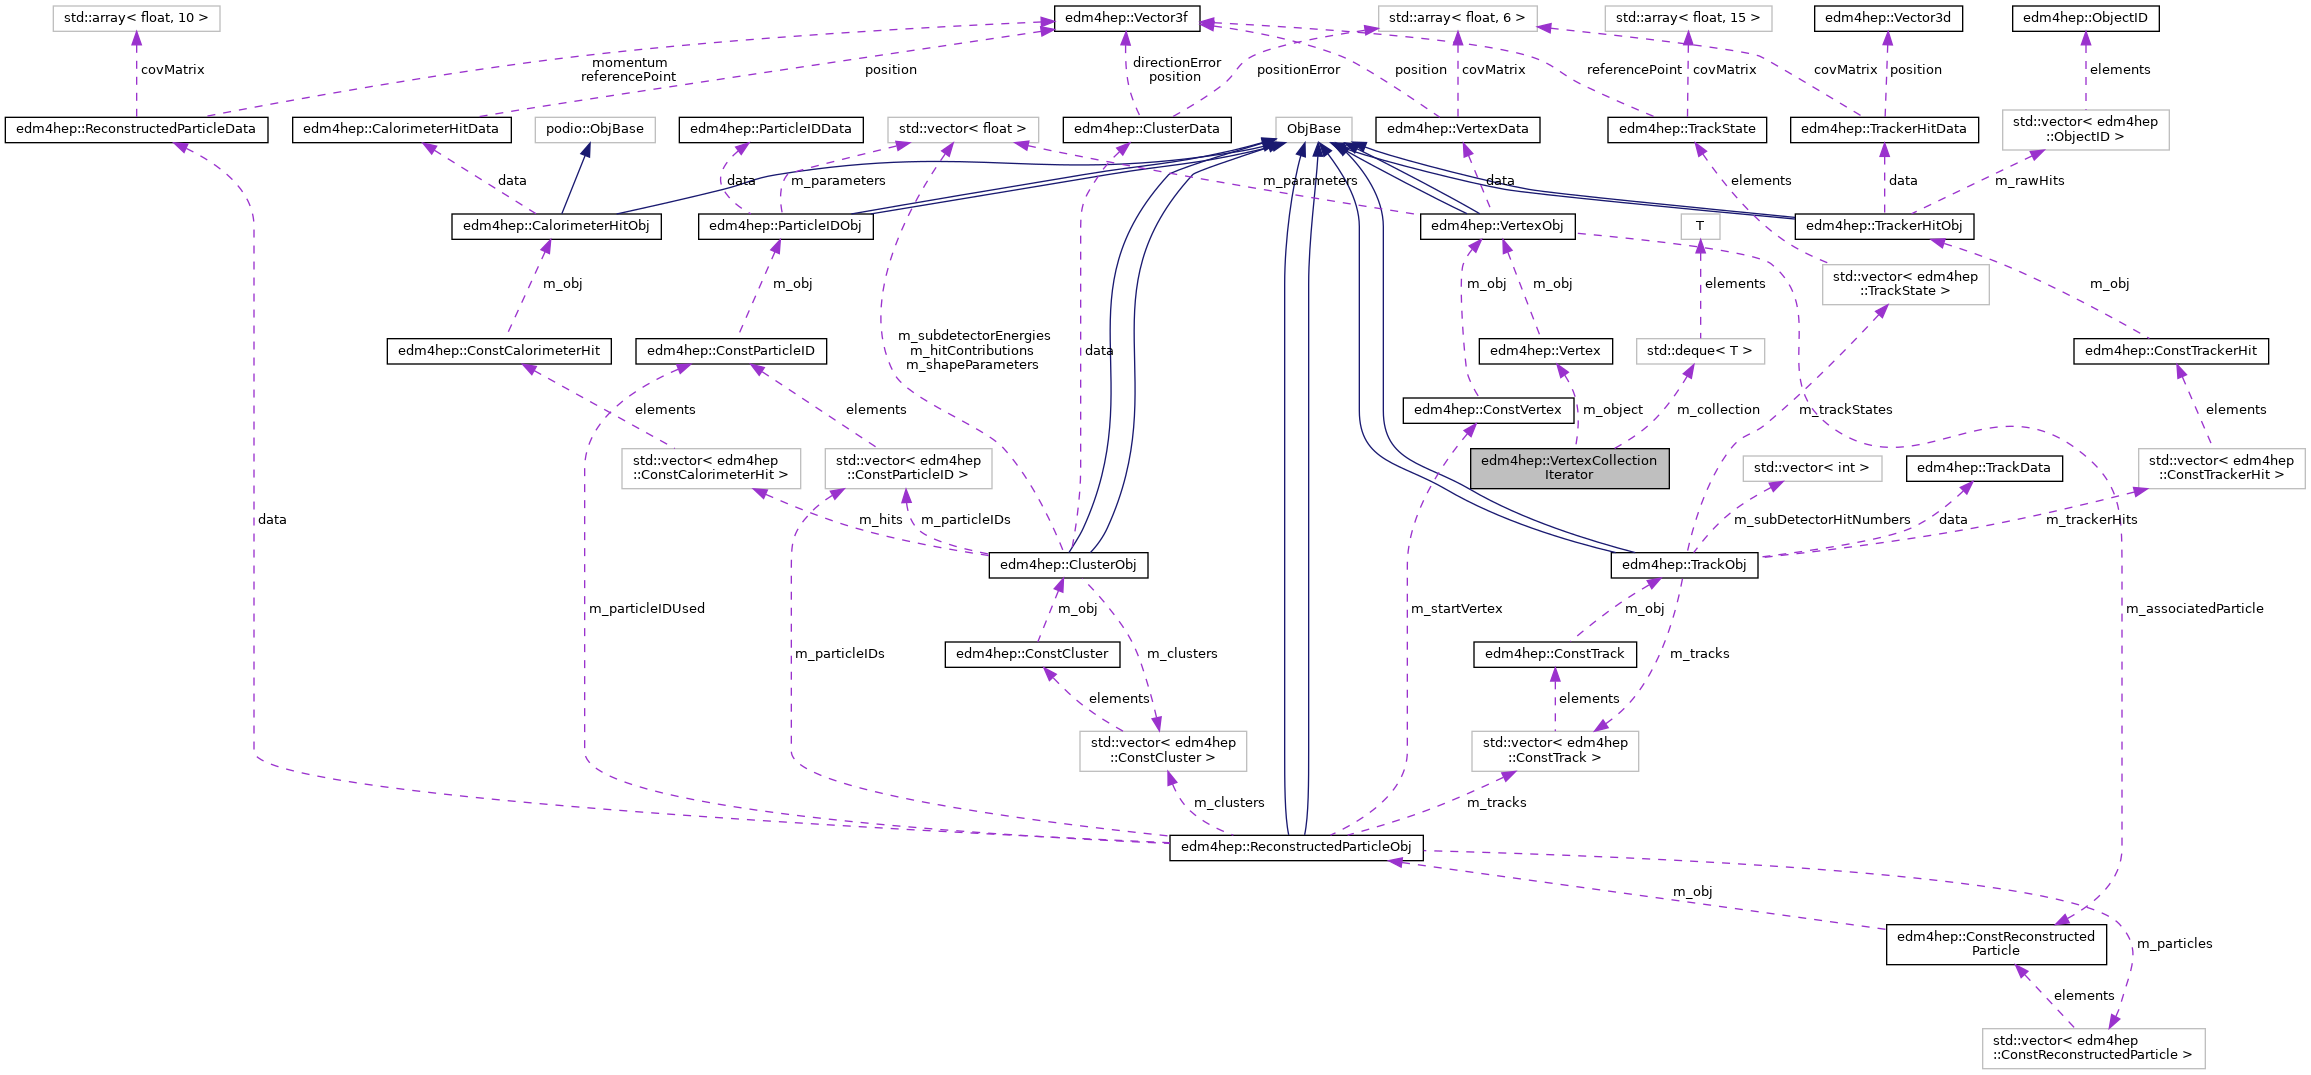 std::array< float, 10 >
edm4hep::Vector3f
std::array< float, 6 >
std::array< float, 15 >
edm4hep::Vector3d
edm4hep::ObjectID
covMatrix
momentum
referencePoint
position
directionError
position
positionError
position
covMatrix
referencePoint
covMatrix
covMatrix
position
elements
edm4hep::ReconstructedParticleData
edm4hep::CalorimeterHitData
podio::ObjBase
edm4hep::ParticleIDData
std::vector< float >
edm4hep::ClusterData
ObjBase
edm4hep::VertexData
edm4hep::TrackState
edm4hep::TrackerHitData
std::vector< edm4hep
::ObjectID >
data
data
m_parameters
m_parameters
data
elements
data
m_rawHits
edm4hep::CalorimeterHitObj
edm4hep::ParticleIDObj
edm4hep::VertexObj
T
edm4hep::TrackerHitObj
m_obj
m_obj
m_obj
m_obj
elements
std::vector< edm4hep
::TrackState >
m_obj
m_subdetectorEnergies
m_hitContributions
m_shapeParameters
data
edm4hep::ConstCalorimeterHit
edm4hep::ConstParticleID
edm4hep::Vertex
std::deque< T >
edm4hep::ConstTrackerHit
elements
elements
edm4hep::ConstVertex
m_object
m_collection
m_trackStates
elements
std::vector< edm4hep
::ConstCalorimeterHit >
std::vector< edm4hep
::ConstParticleID >
edm4hep::VertexCollection
Iterator
std::vector< int >
edm4hep::TrackData
std::vector< edm4hep
::ConstTrackerHit >
data
m_hits
m_particleIDs
m_subDetectorHitNumbers
data
m_trackerHits
edm4hep::ClusterObj
edm4hep::TrackObj
m_particleIDUsed
m_obj
m_startVertex
m_obj
m_associatedParticle
m_particleIDs
edm4hep::ConstCluster
m_clusters
edm4hep::ConstTrack
m_tracks
elements
elements
std::vector< edm4hep
::ConstCluster >
std::vector< edm4hep
::ConstTrack >
m_clusters
m_tracks
edm4hep::ReconstructedParticleObj
m_obj
edm4hep::ConstReconstructed
Particle
m_particles
elements
std::vector< edm4hep
::ConstReconstructedParticle >